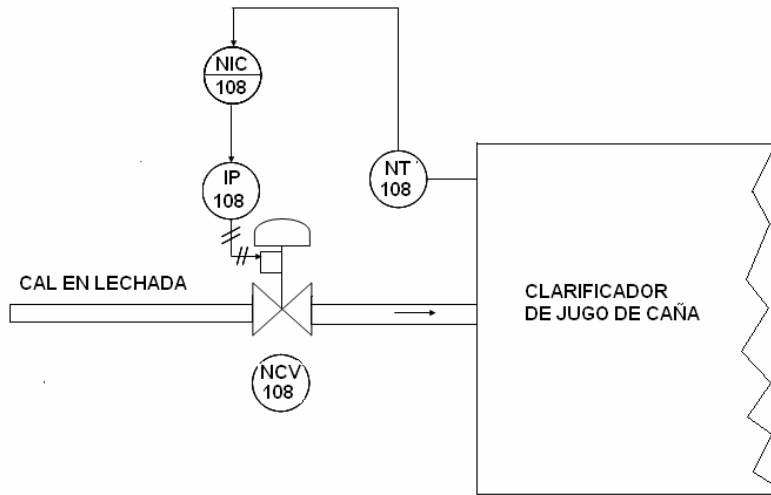 NIC
108
IP
108
NT
108
CAL EN LECHADA
CLARIFICADOR
DE JUGO DE CAÑA
NCV
108